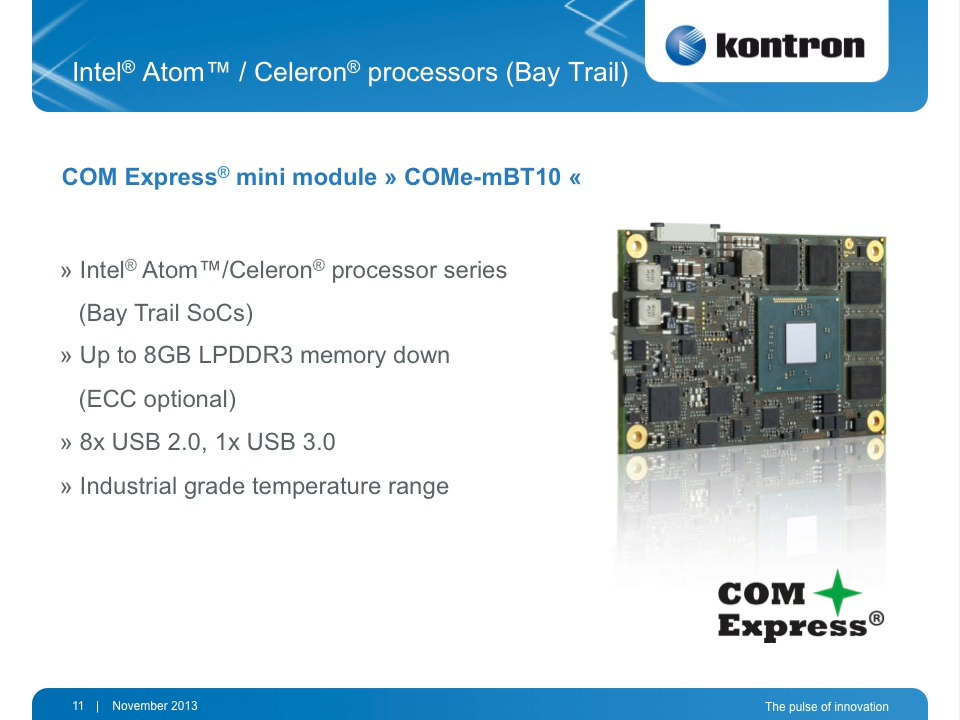 Intel® Atom™ / Celeron® processors (Bay Trail)
kontron
COM Express® mini module » COMe-mBT10 «
» Intel® Atom™/Celeron® processor series
(Bay Trail SoCs)
» Up to 8GB LPDDR3 memory down
(ECC optional)
» 8x USB 2.0, 1x USB 3.0
» Industrial grade temperature range
COM
Express®
11 | November 2013
The pulse of innovation